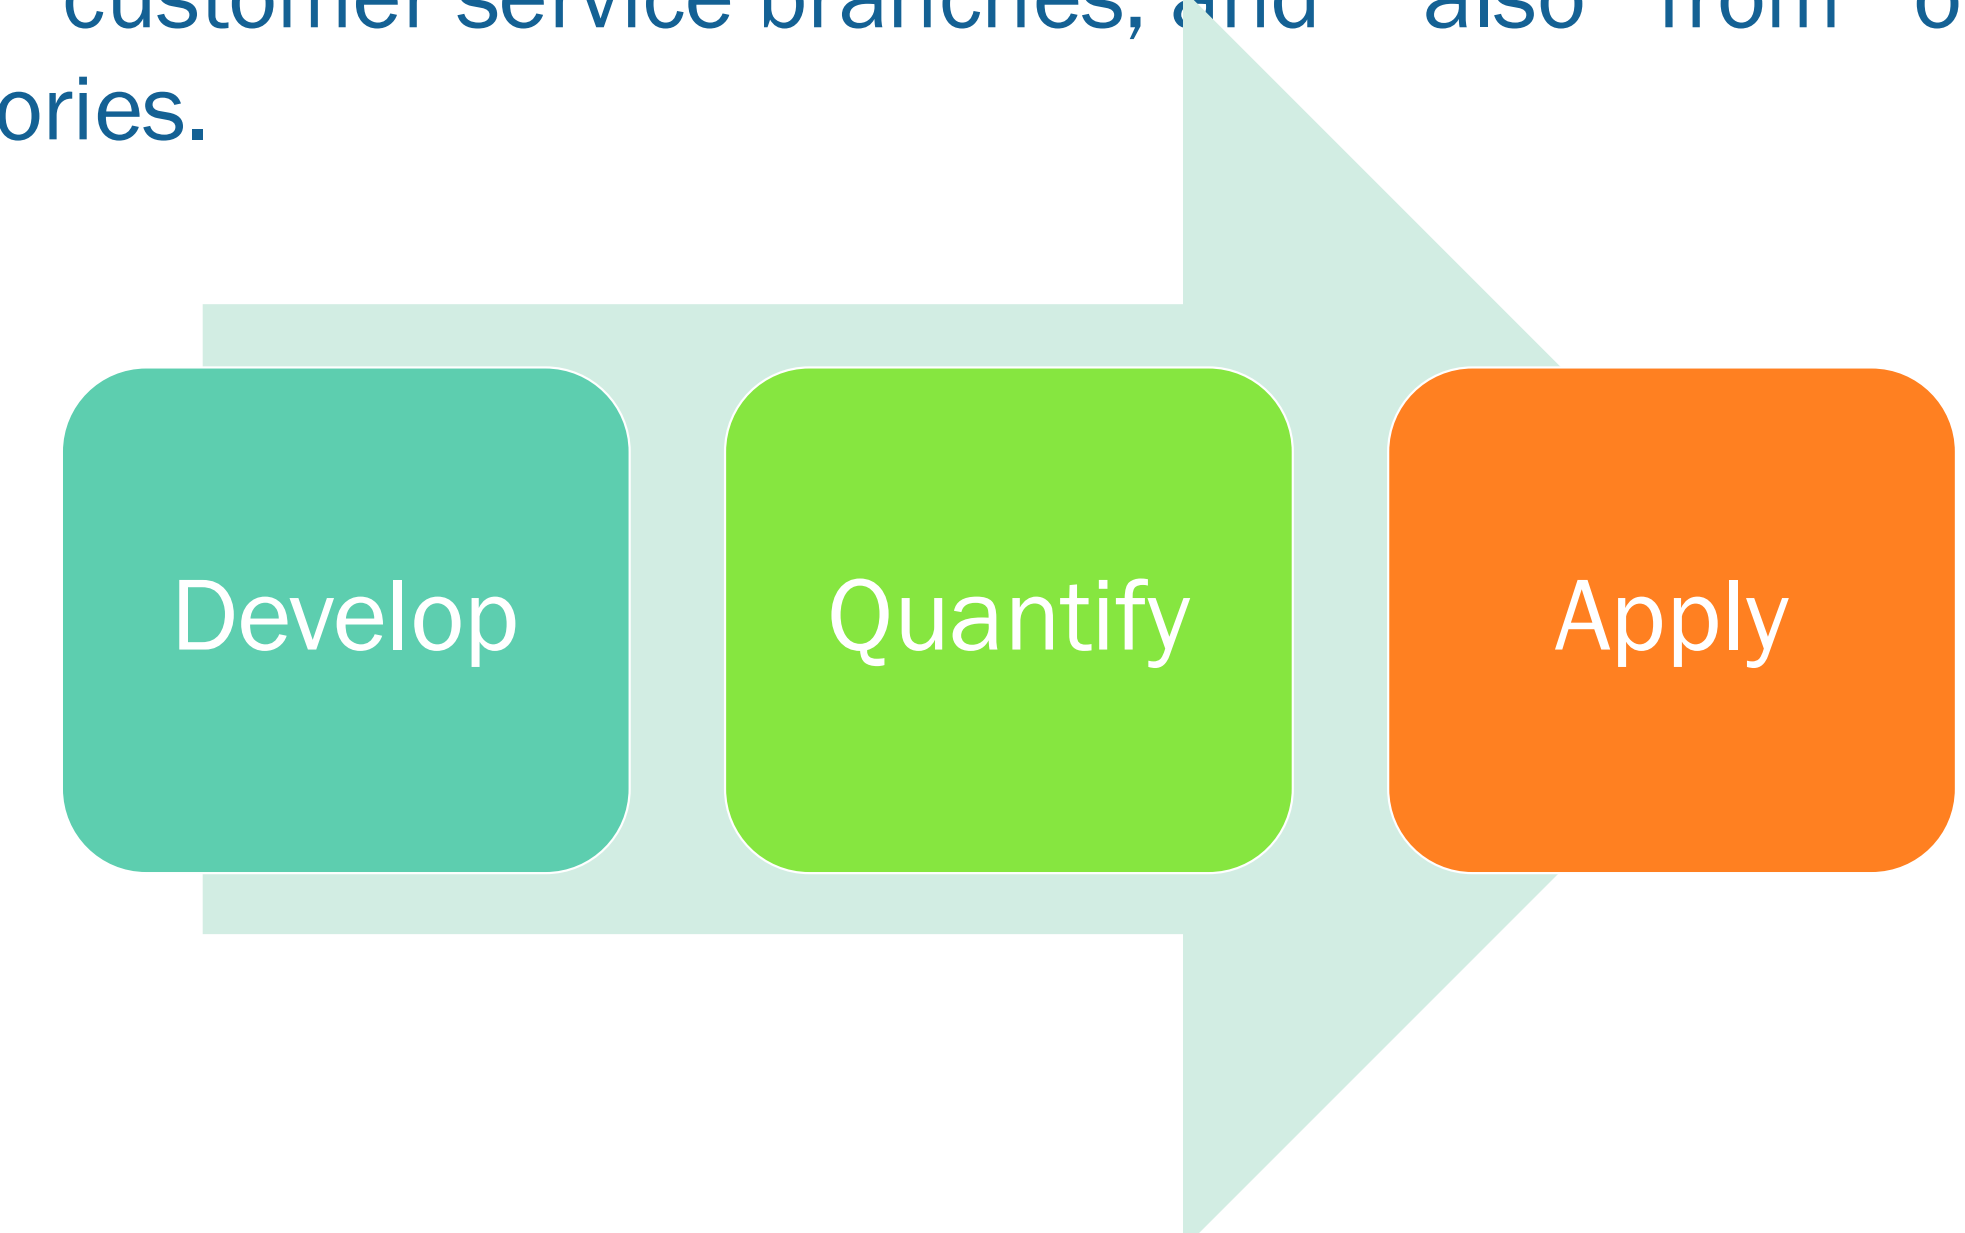 customer service branches, and also from
ories.
Develop
Quantify
Apply